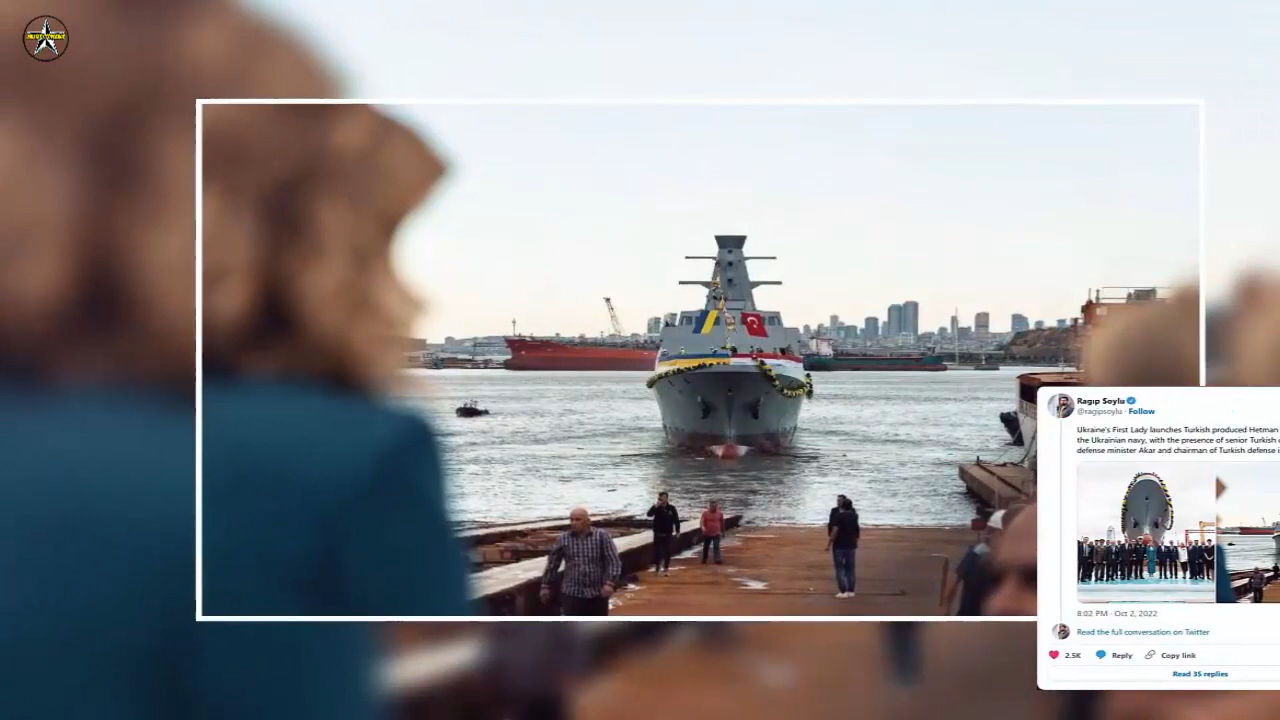 Ragıp Soylu
@ragipsoylu · Follow
Ukraine's First Lady launches Turkish produced Hetman
the Ukrainian navy, with the presence of senior Turkish
defense minister Akar and chairman of Turkish defense i
8:02 PM · Oct 2, 2022
Read the full conversation on Twitter
2.5K Reply Copy link
Read 35 replies